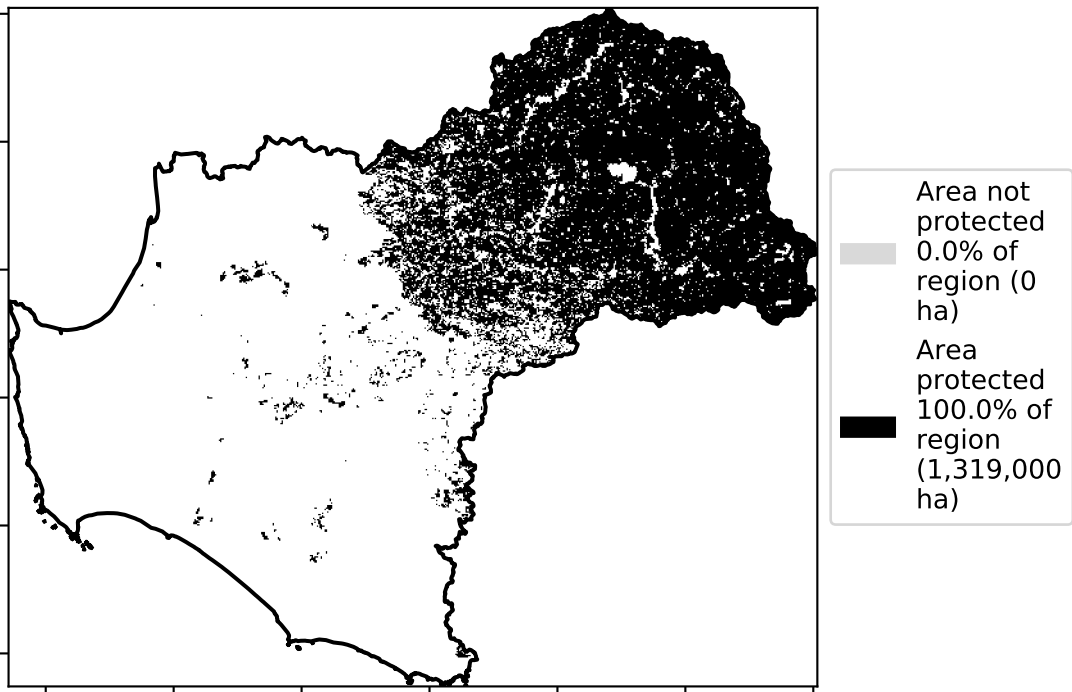 Area not
protected
0.0% of
region (0
ha)
Area
protected
100.0% of
region
(1,319,000
ha)